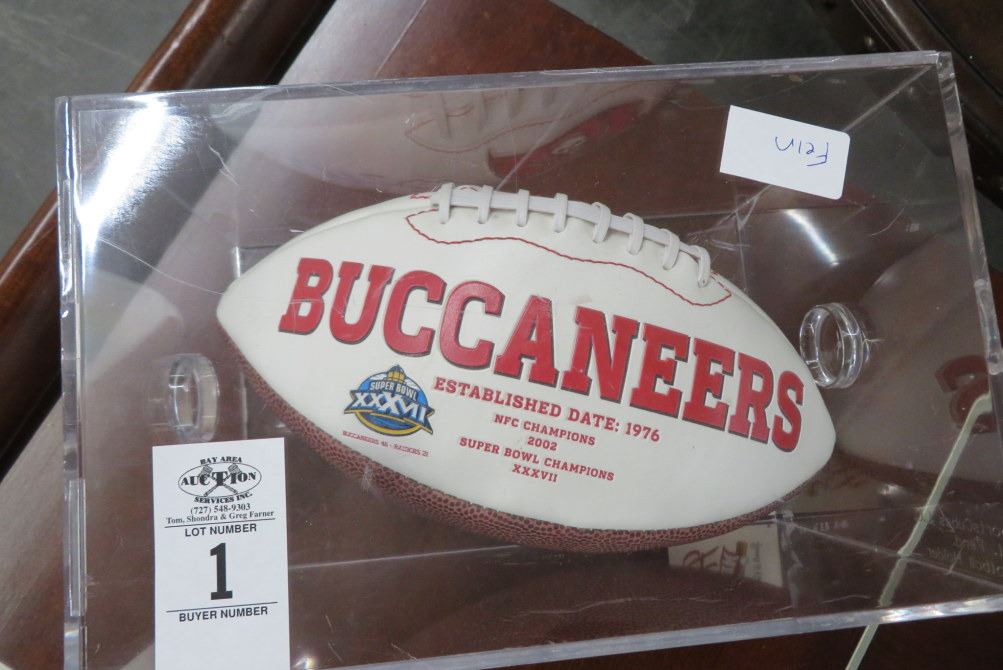 Fein
BUCCANEERS
SUPER BOWL
XXXVII
ESTABLISHED DATE: 1976
NFC CHAMPIONS
2002
SUPER BOWL CHAMPIONS
XXXVII
BAY AREA
AUCTION
SERVICES INC.
(727) 548-9303
Tom, Shondra & Greg Farner
LOT NUMBER
1
BUYER NUMBER